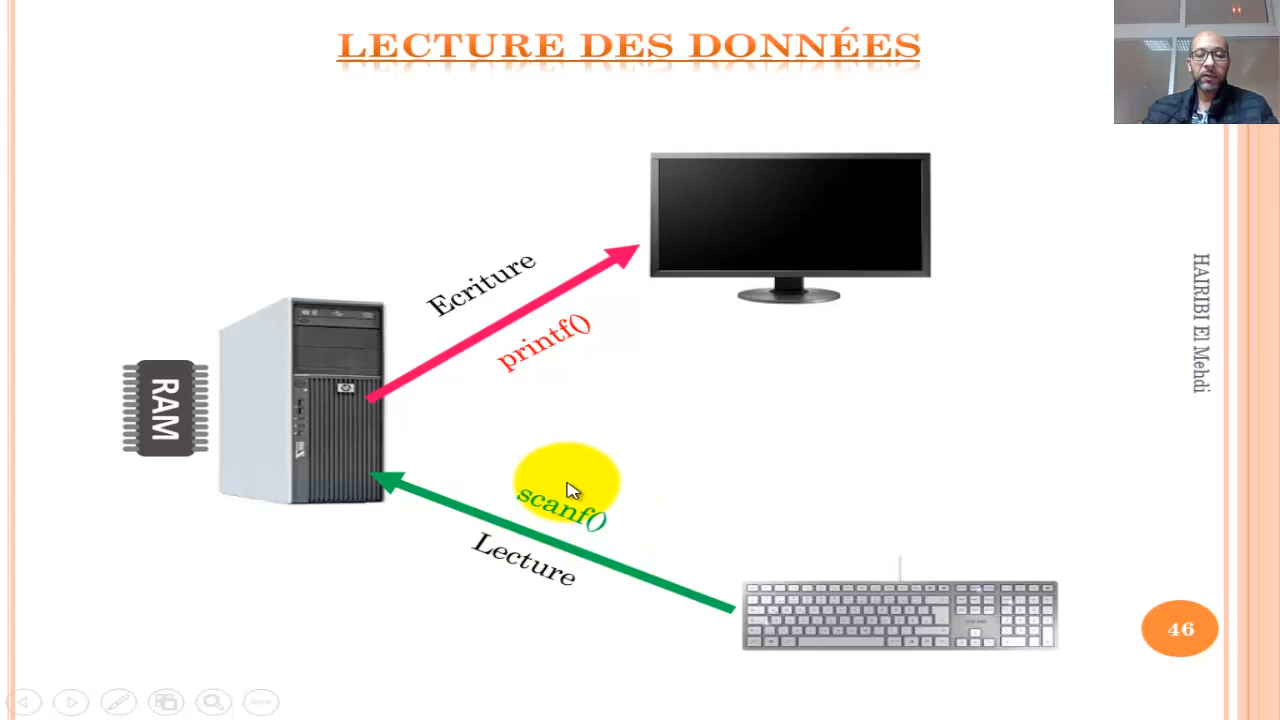 LECTURE DES DONNÉES
Ecriture
printf()
RAM
scanf()
Lecture
HAIRIBI El Mehdi
46